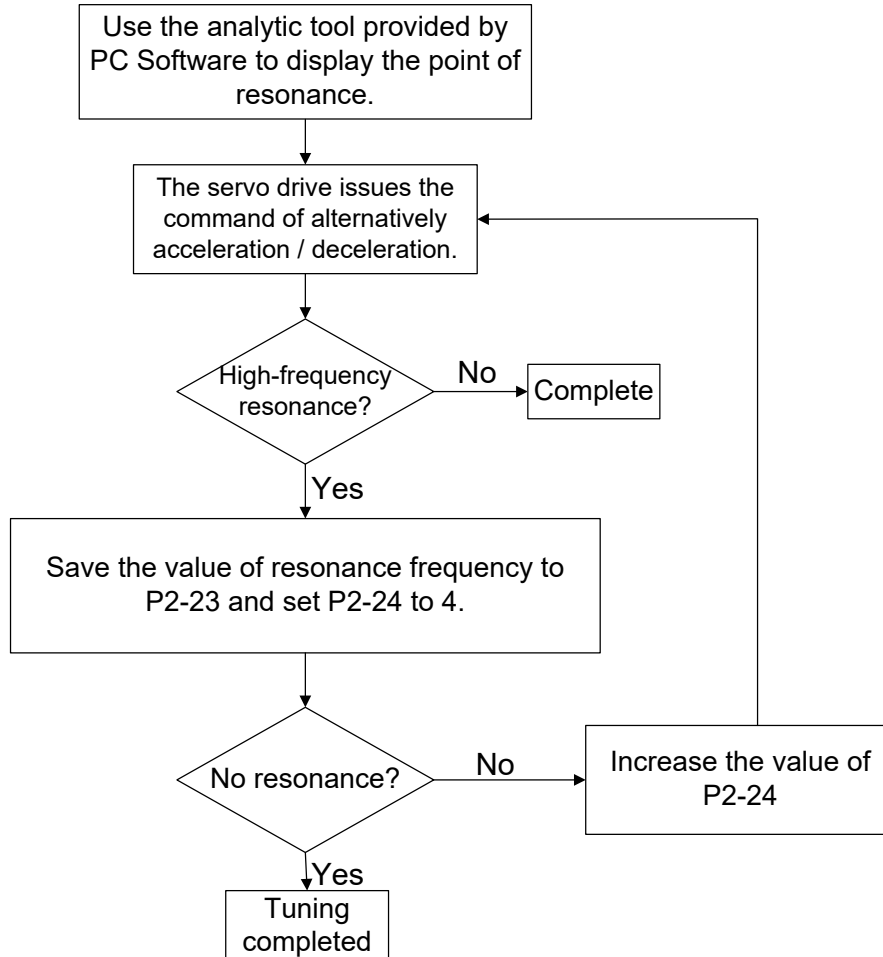 Use the analytic tool provided by
PC Software to display the point of
resonance.
The servo drive issues the
command of alternatively
acceleration / deceleration.
High-frequency
resonance?
No
Complete
Yes
Save the value of resonance frequency to
P2-23 and set P2-24 to 4.
No resonance?
No
Increase the value of
P2-24
Yes
Tuning
completed